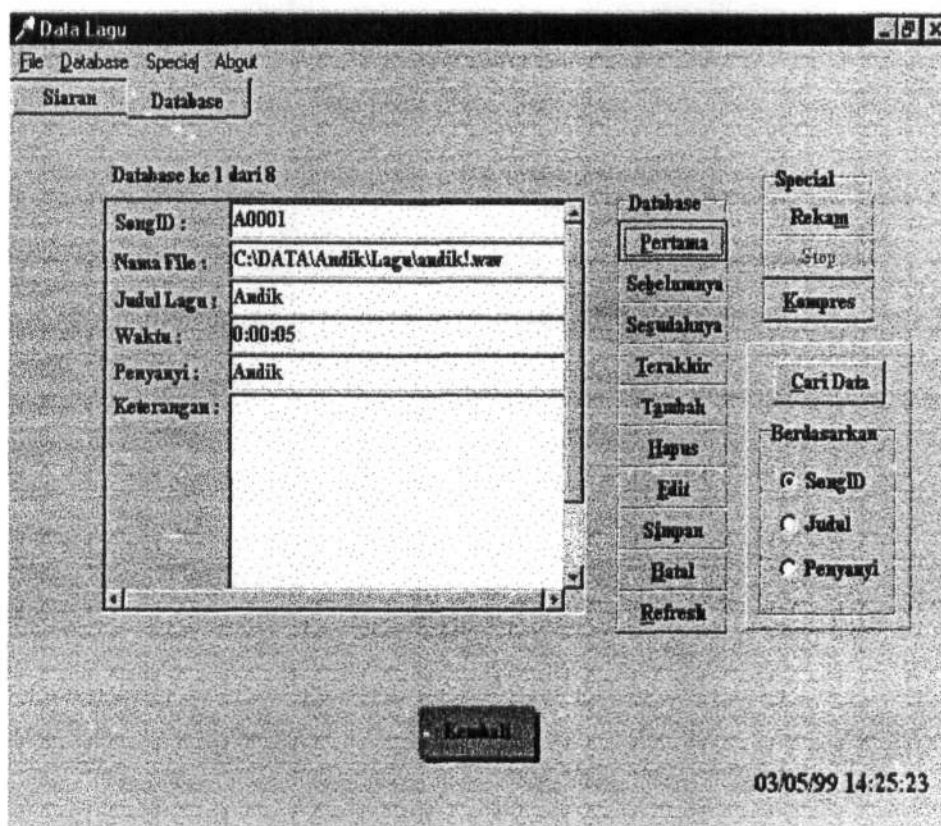 Data Lagu
File Database Special About
Siaran Database
Database ke 1 dari 8
SongID : A0001
Nama File : C:\DATA\Andik\Lagu\andik!.wav
Judul Lagu : Andik
Waktu : 0:00:05
Penyanyi : Andik
Keterangan :
Database
Pertama
Sebelumnya
Segudahnya
Terakhir
Tambah
Hapus
Edit
Simpan
Batal
Refresh
Special
Rekam
Stop
Kompres
Cari Data
Berdasarkan
SongID
Judul
Penyanyi
Kembali
03/05/99 14:25:23